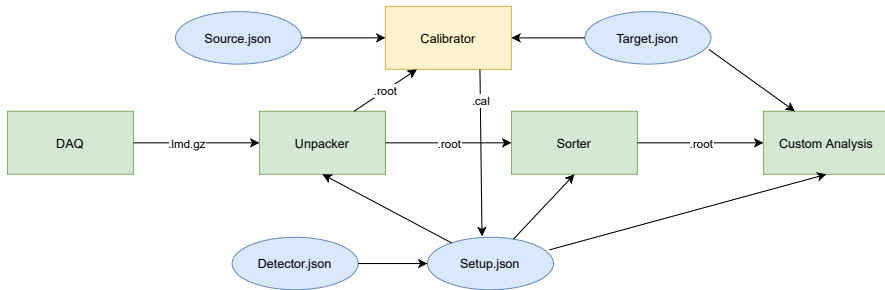 Source.json
Calibrator
Target.json
.root
.cal
DAQ
.lmd.gz
Unpacker
.root
Sorter
.root
Custom Analysis
Detector.json
Setup.json